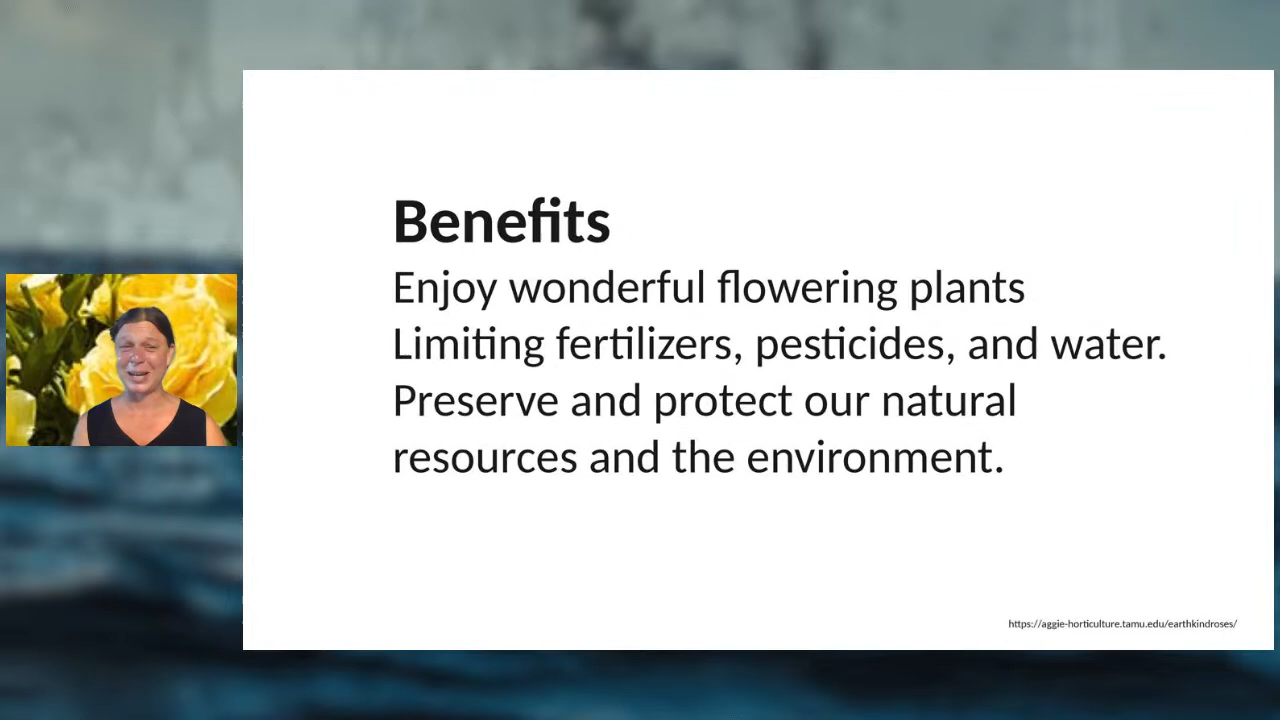 Benefits
Enjoy wonderful flowering plants
Limiting fertilizers, pesticides, and water.
Preserve and protect our natural
resources and the environment.
https://aggie-horticulture.tamu.edu/earthkindroses/